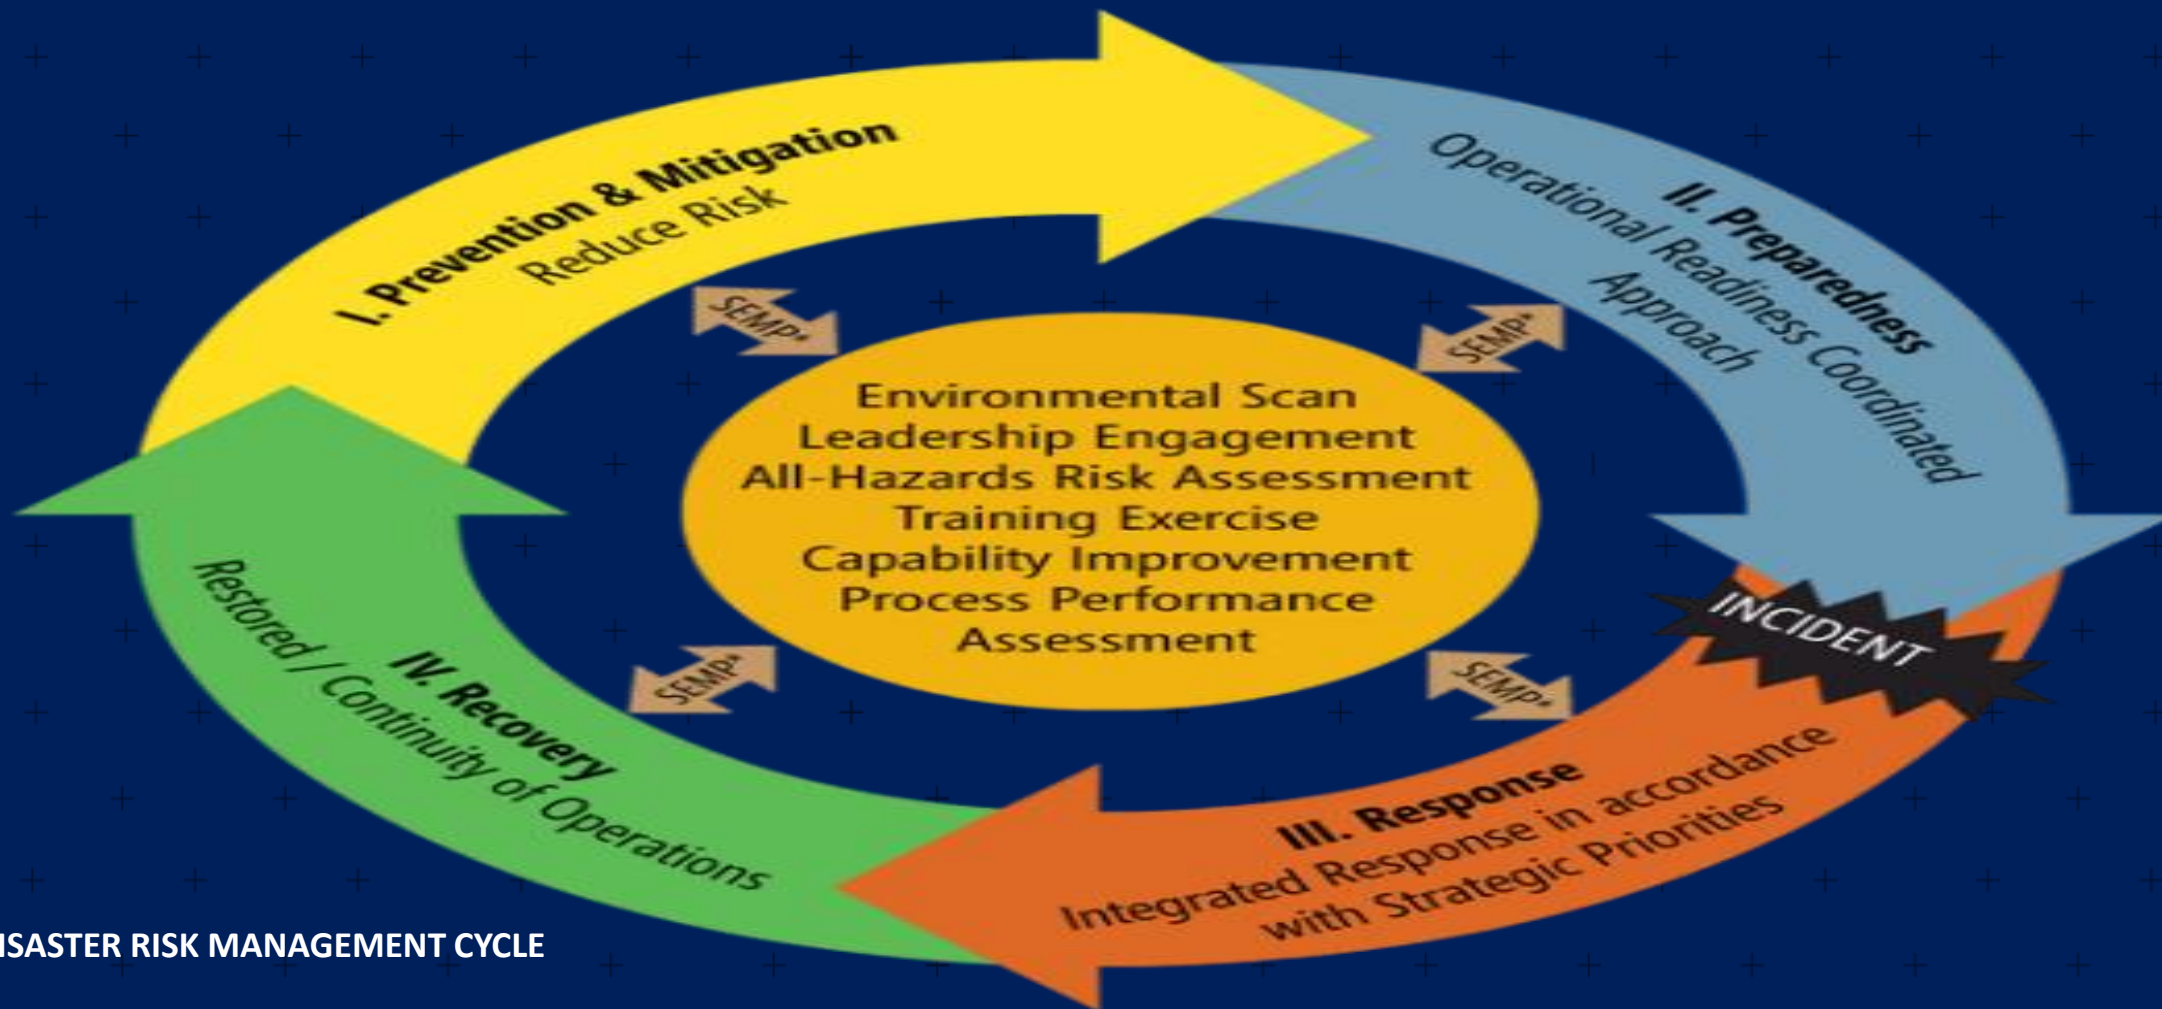 I. Prevention & Mitigation
Reduce Risk
II. Preparedness
Operational Readiness Coordinated
Approach
SEMP*
SEMP*
Environmental Scan
Leadership Engagement
All-Hazards Risk Assessment
Training Exercise
Capability Improvement
Process Performance
Assessment
INCIDENT
SEMP*
SEMP*
IV. Recovery
Restored / Continuity of Operations
III. Response
Integrated Response in accordance
with Strategic Priorities
ISASTER RISK MANAGEMENT CYCLE